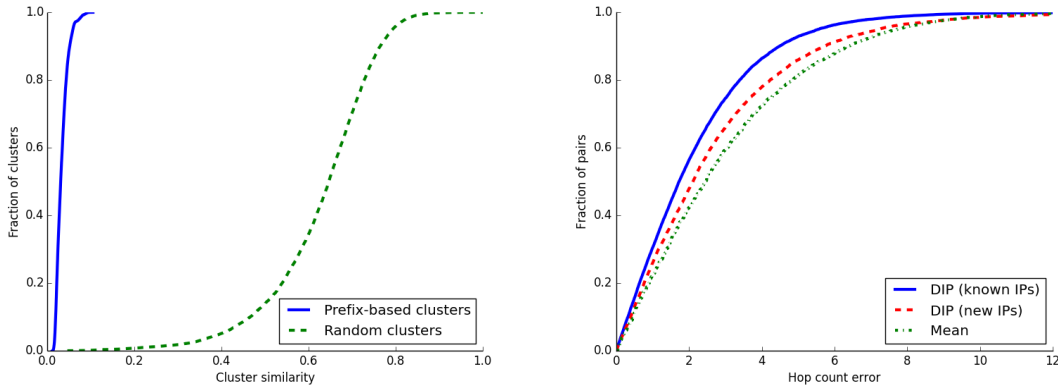 1.0
0.8
0.6
0.4
0.2
0.0
Fraction of clusters
0.0 0.2 0.4 0.6 0.8 1.0
Cluster similarity
Prefix-based clusters
Random clusters
1.0
0.8
0.6
0.4
0.2
0.0
Fraction of pairs
0 2 4 6 8 10 12
Hop count error
DIP (known IPs)
DIP (new IPs)
Mean